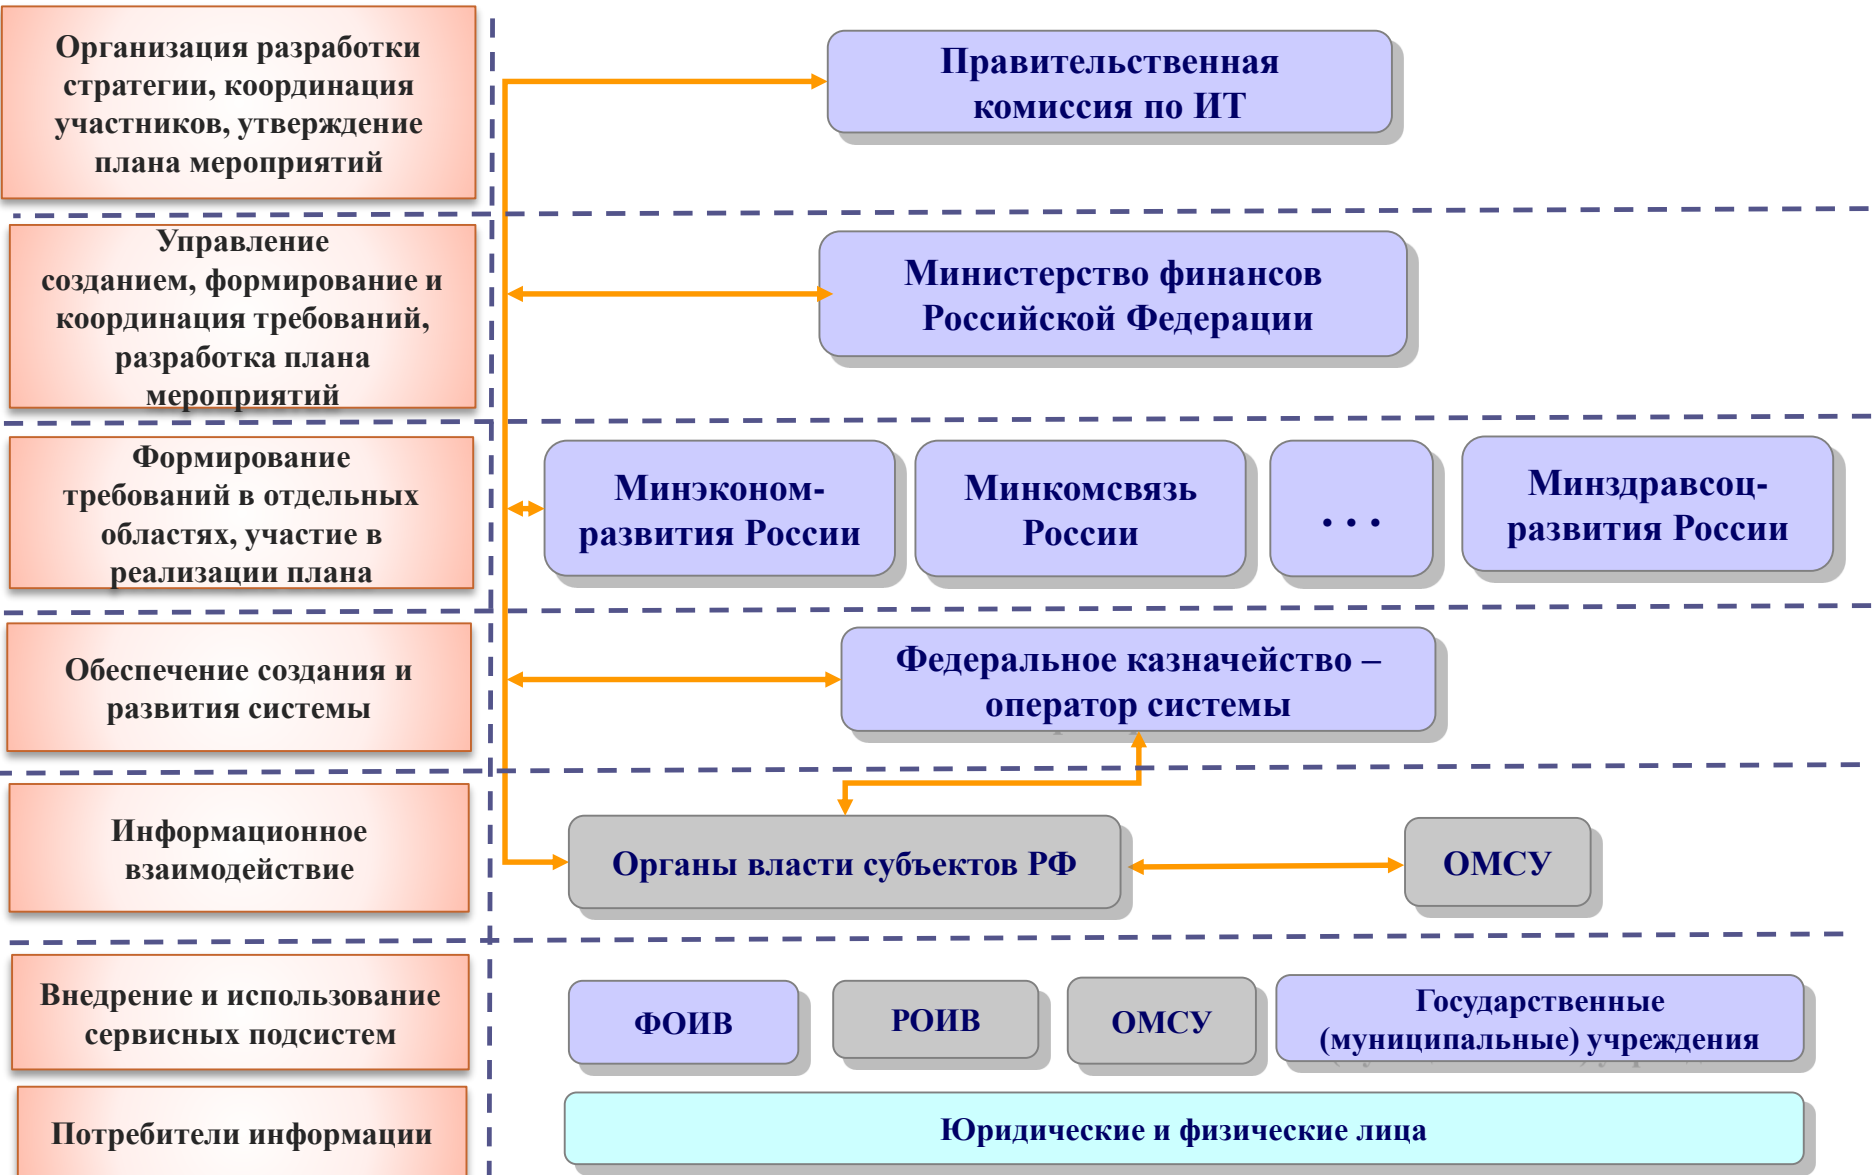 Организация разработки
стратегии, координация
участников, утверждение
плана мероприятий
Правительственная
комиссия по ИТ
Управление
созданием, формирование и
координация требований,
разработка плана
мероприятий
Министерство финансов
Российской Федерации
Формирование
требований в отдельных
областях, участие в
реализации плана
Минэконом-
развития России
Минкомсвязь
России
. . .
Минздравсоц-
развития России
Обеспечение создания и
развития системы
Федеральное казначейство –
оператор системы
Информационное
взаимодействие
Органы власти субъектов РФ
ОМСУ
Внедрение и использование
сервисных подсистем
ФОИВ
РОИВ
ОМСУ
Государственные
(муниципальные) учреждения
Потребители информации
Юридические и физические лица